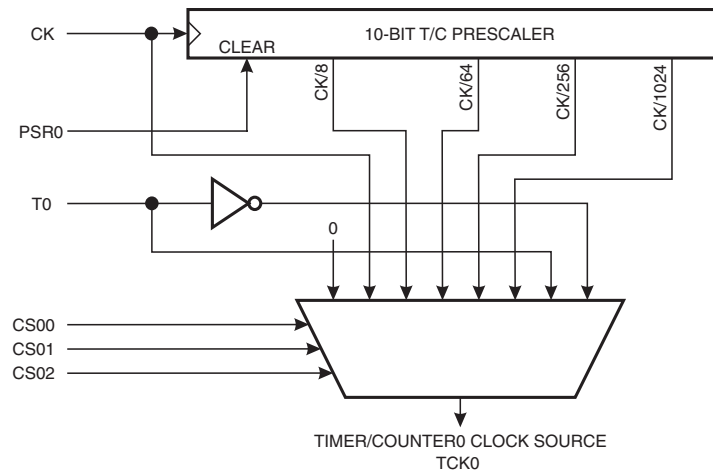 CK
10-BIT T/C PRESCALER
CLEAR
CK/8
CK/64
CK/256
CK/1024
PSR0
T0
0
CS00
CS01
CS02
TIMER/COUNTER0 CLOCK SOURCE
TCK0